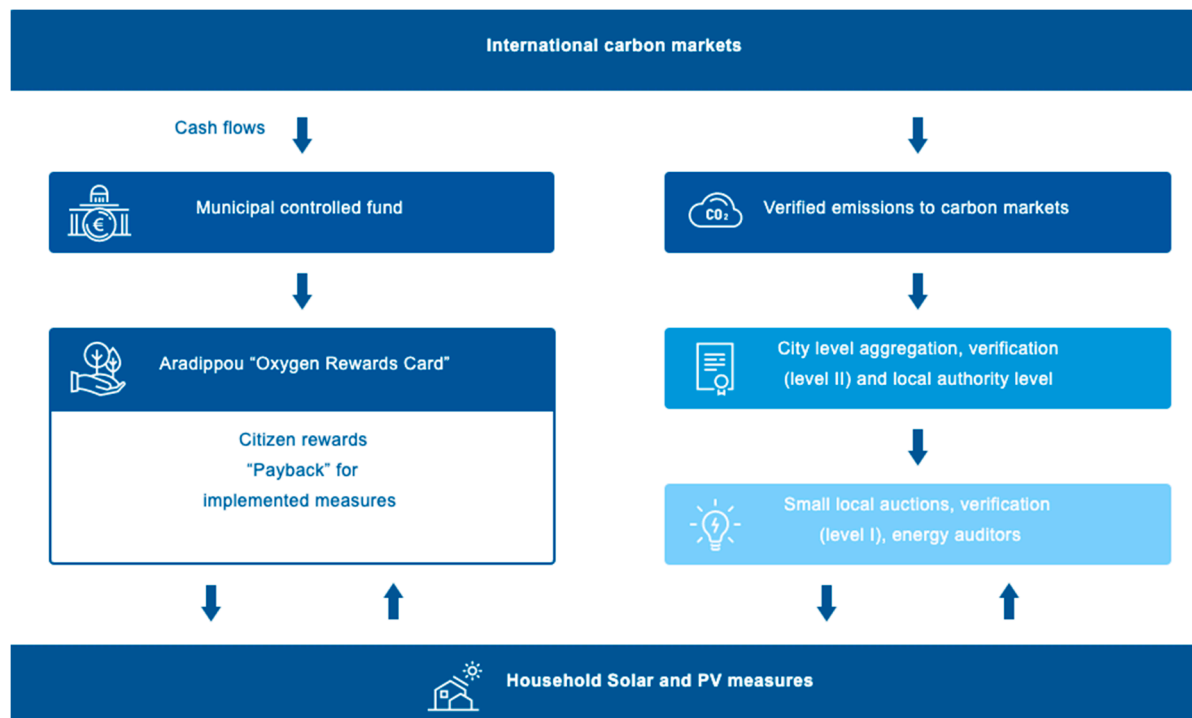 International carbon markets
Cash flows
€
Municipal controlled fund
CO₂
Verified emissions to carbon markets
Aradippou “Oxygen Rewards Card”
Citizen rewards
“Payback” for
implemented measures
City level aggregation, verification
(level II) and local authority level
Small local auctions, verification
(level I), energy auditors
Household Solar and PV measures